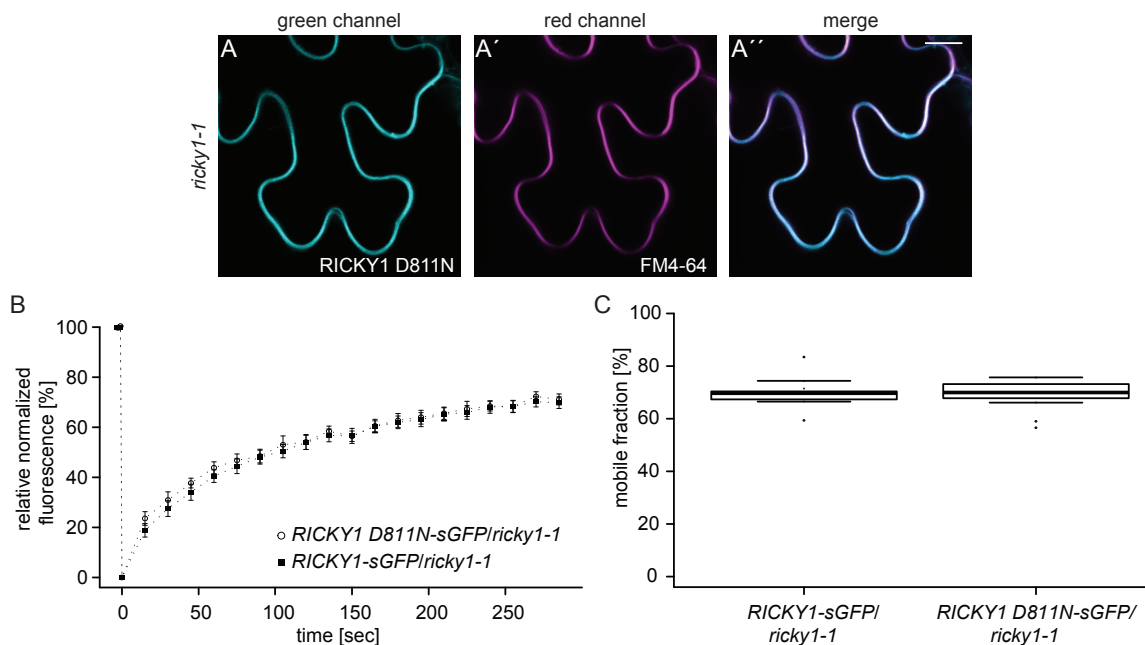 green channel
red channel
merge
A
A´
A´´
ricky1-1
RICKY1 D811N
FM4-64
B
100
80
60
40
20
0
relative normalized
fluorescence [%]
RICKY1 D811N-sGFP/ricky1-1
RICKY1-sGFP/ricky1-1
0
50
100
150
200
250
time [sec]
C
100
80
60
40
20
0
mobile fraction [%]
RICKY1-sGFP/
ricky1-1
RICKY1 D811N-sGFP/
ricky1-1